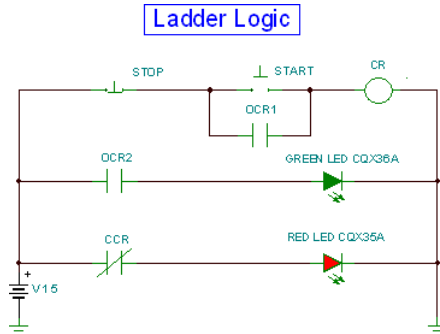 Ladder Logic
STOP
START
CR
OCR1
OCR2
GREEN LED CQX36A
CCR
RED LED CQX35A
+
V15